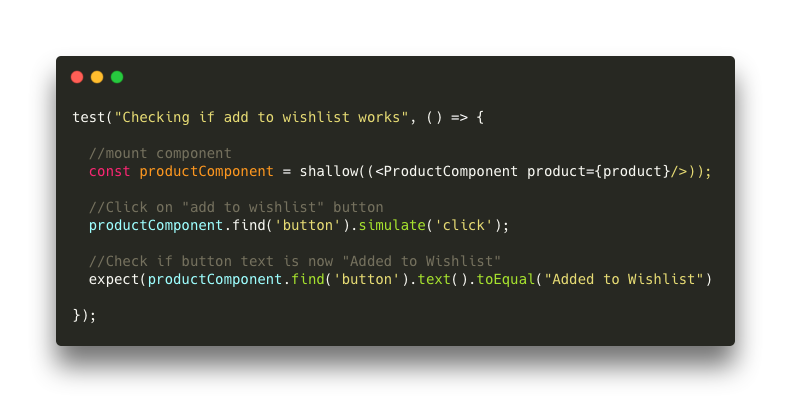 test("Checking if add to wishlist works", () => {
//mount component
const productComponent = shallow((<ProductComponent product={product}/>));
//Click on "add to wishlist" button
productComponent.find('button').simulate('click');
//Check if button text is now "Added to Wishlist"
expect(productComponent.find('button').text().toEqual("Added to Wishlist")
});